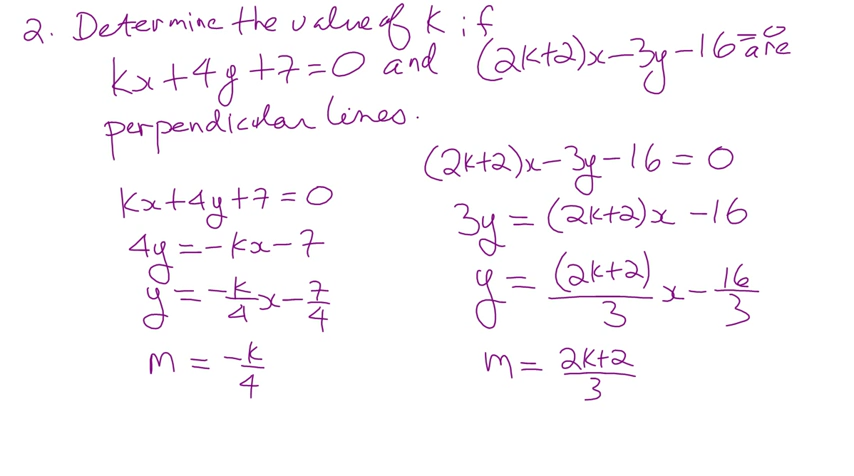 2. Determine the value of k if
kx+4y+7=0 and (2k+2)x-3y-16=0 are
perpendicular lines.
kx+4y+7=0
4y=-kx-7
y=-k/4x-7/4
m=-k/4
(2k+2)x-3y-16=0
3y=(2k+2)x-16
y=(2k+2)/3x-16/3
m=2k+2/3